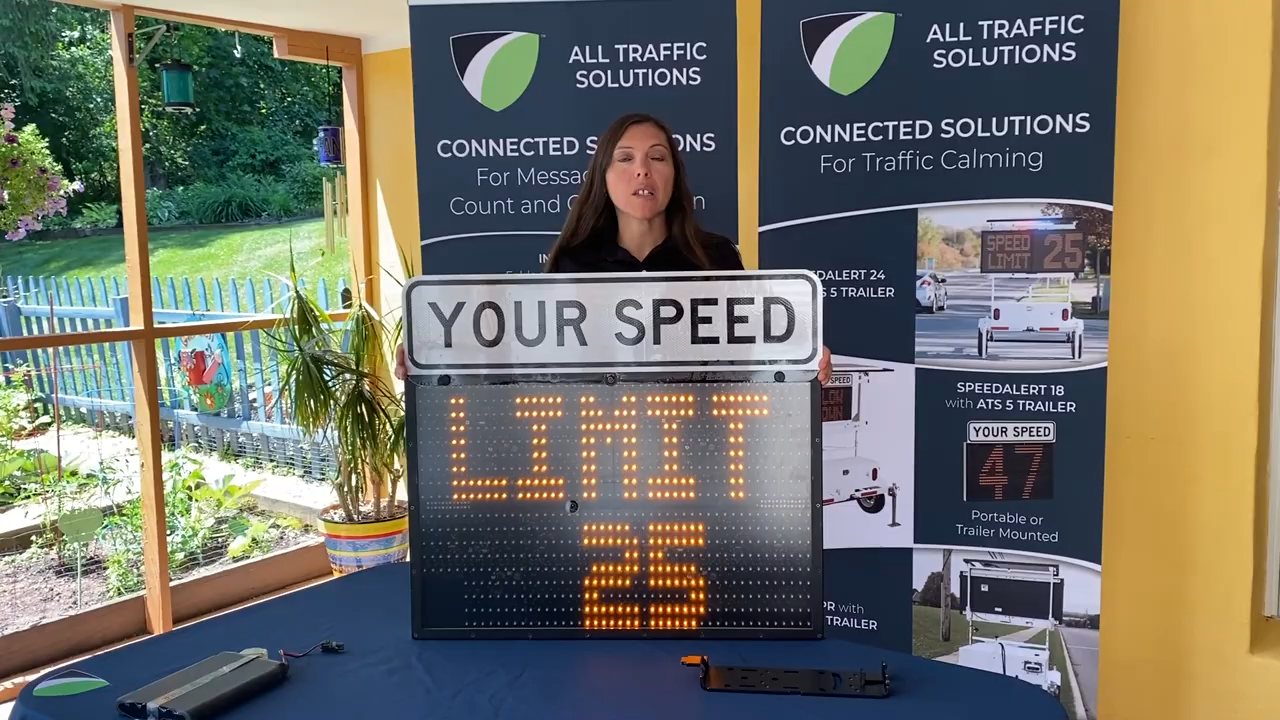 ALL TRAFFIC
SOLUTIONS
CONNECTED
For
Count and
ALL TRAFFIC
SOLUTIONS
CONNECTED SOLUTIONS
For Traffic Calming
24
5 TRAILER
SPEED
LIMIT 25
SPEEDALERT 18
with ATS 5 TRAILER
YOUR SPEED
47
Portable or
Trailer Mounted
with
TRAILER
YOUR SPEED
LIMIT
25